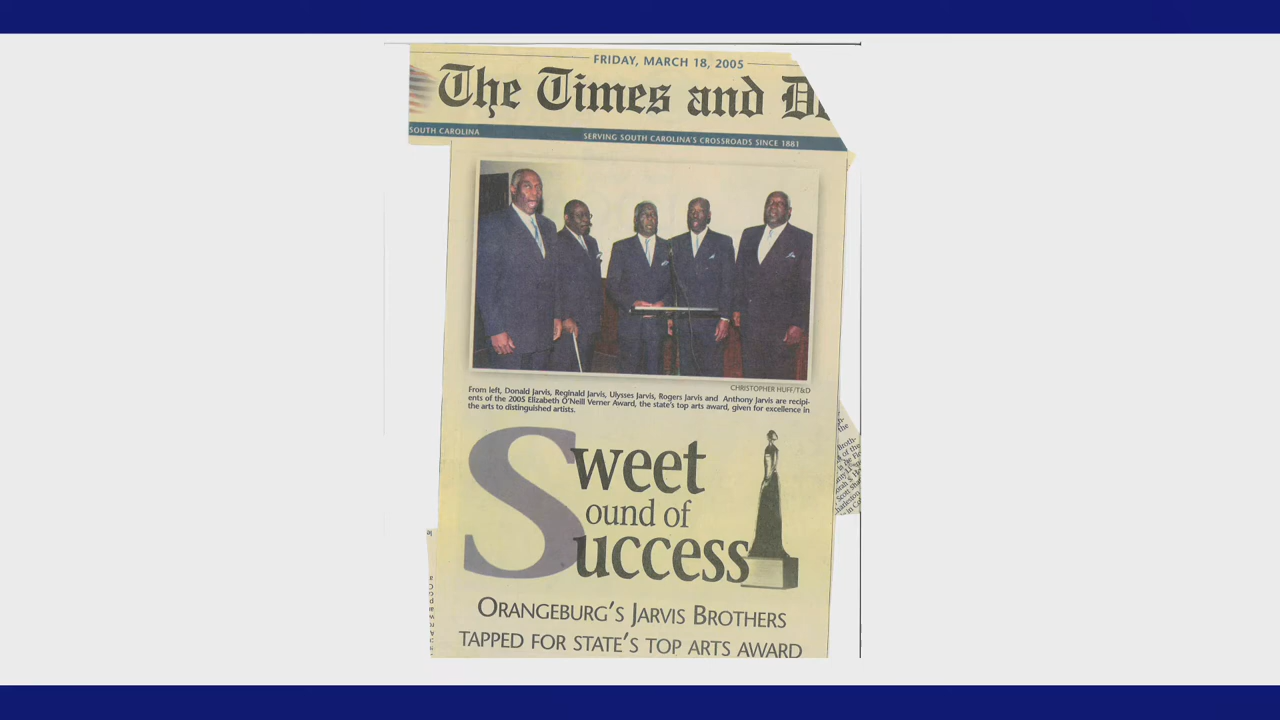 FRIDAY, MARCH 18, 2005
The Times and D
SOUTH CAROLINA
SERVING SOUTH CAROLINA'S CROSSROADS SINCE 1881
CHRISTOPHER HUFF/T&D
From left, Donald Jarvis, Reginald Jarvis, Ulysses Jarvis, Rogers Jarvis and Anthony Jarvis are recipi-
ents of the 2005 Elizabeth O'Neill Verner Award, the state's top arts award, given for excellence in
the arts to distinguished artists.
Sweet
ound of
uccess
ORANGEBURG'S JARVIS BROTHERS
TAPPED FOR STATE'S TOP ARTS AWARD